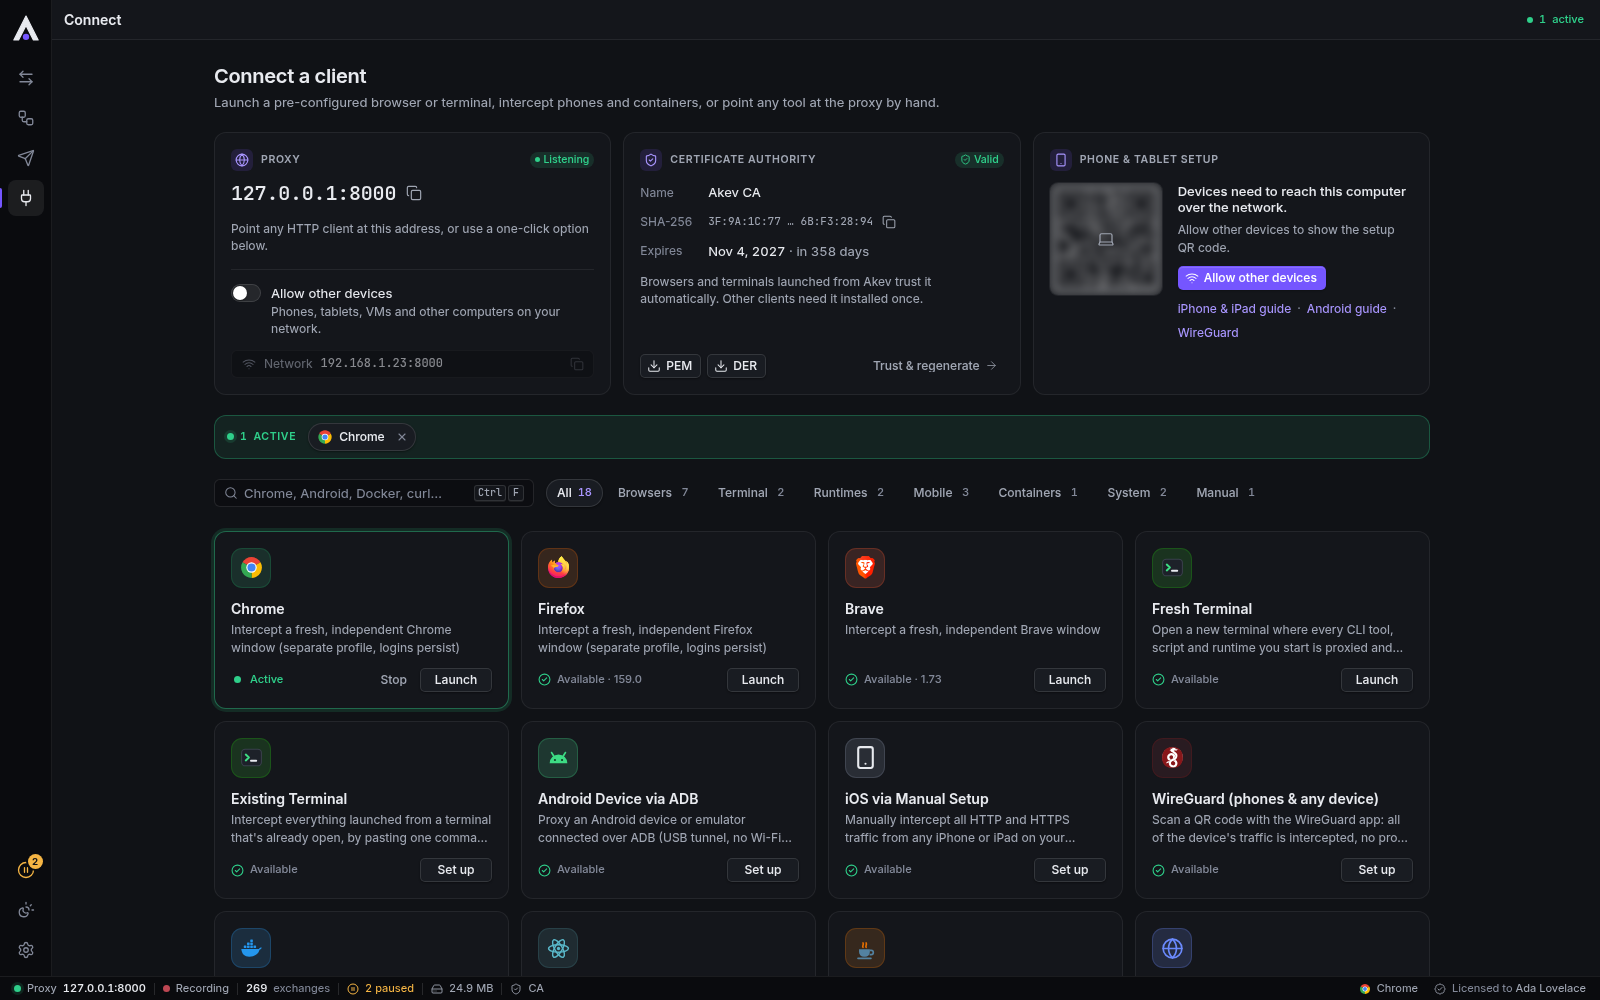 Connect
1 active
Connect a client
Launch a pre-configured browser or terminal, intercept phones and containers, or point any tool at the proxy by hand.
PROXY
Listening
127.0.0.1:8000
Point any HTTP client at this address, or use a one-click option
below.
Allow other devices
Phones, tablets, VMs and other computers on your
network.
Network 192.168.1.23:8000
CERTIFICATE AUTHORITY
Valid
Name Akev CA
SHA-256 3F:9A:1C:77 … 6B:F3:28:94
Expires Nov 4, 2027 · in 358 days
Browsers and terminals launched from Akev trust it
automatically. Other clients need it installed once.
PEM DER Trust & regenerate
PHONE & TABLET SETUP
Devices need to reach this computer
over the network.
Allow other devices to show the setup
QR code.
Allow other devices
iPhone & iPad guide · Android guide ·
WireGuard
1 ACTIVE Chrome
Chrome, Android, Docker, curl... Ctrl F
All 18 Browsers 7 Terminal 2 Runtimes 2 Mobile 3 Containers 1 System 2 Manual 1
Chrome
Intercept a fresh, independent Chrome
window (separate profile, logins persist)
Active Stop Launch
Firefox
Intercept a fresh, independent Firefox
window (separate profile, logins persist)
Available · 159.0 Launch
Brave
Intercept a fresh, independent Brave window
Available · 1.73 Launch
Fresh Terminal
Open a new terminal where every CLI tool,
script and runtime you start is proxied and...
Available Launch
Existing Terminal
Intercept everything launched from a terminal
that's already open, by pasting one comma...
Available Set up
Android Device via ADB
Proxy an Android device or emulator
connected over ADB (USB tunnel, no Wi-Fi...
Available Set up
iOS via Manual Setup
Manually intercept all HTTP and HTTPS
traffic from any iPhone or iPad on your...
Available Set up
WireGuard (phones & any device)
Scan a QR code with the WireGuard app: all
of the device's traffic is intercepted, no pro...
Available Set up
2
Proxy 127.0.0.1:8000 Recording 269 exchanges 2 paused 24.9 MB CA Chrome Licensed to Ada Lovelace